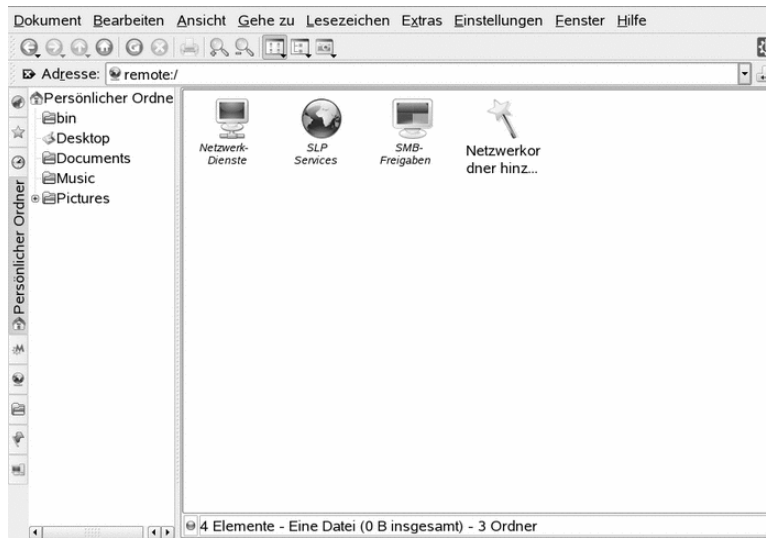 Dokument Bearbeiten Ansicht Gehe zu Lesezeichen Extras Einstellungen Fenster Hilfe
Adresse: remote:/
Persönlicher Ordne
bin
Desktop
Documents
Music
Pictures
Persönlicher Ordner
Netzwerk-
Dienste
SLP
Services
SMB-
Freigaben
Netzwerkor
dner hinz...
4 Elemente - Eine Datei (0 B insgesamt) - 3 Ordner